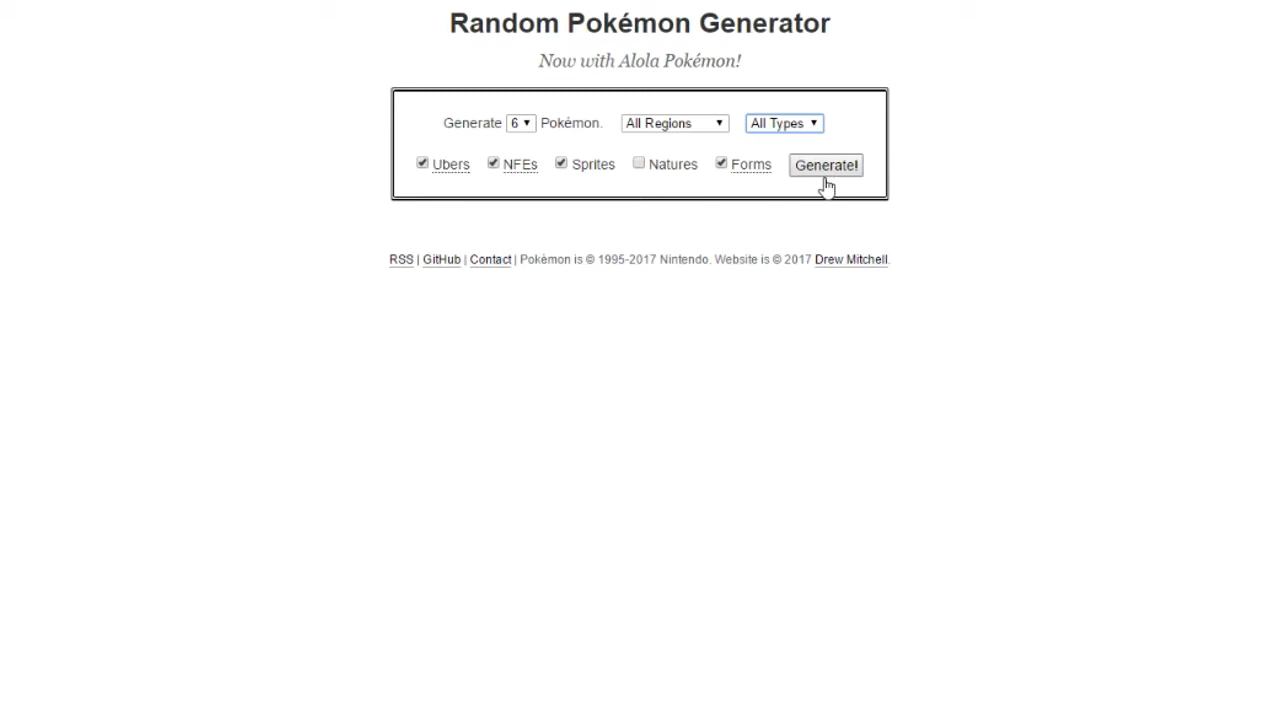 Random Pokémon Generator
Now with Alola Pokémon!
Generate 6 Pokémon. All Regions All Types
Ubers NFEs Sprites Natures Forms Generate!
RSS | GitHub | Contact | Pokémon is © 1995-2017 Nintendo. Website is © 2017 Drew Mitchell.